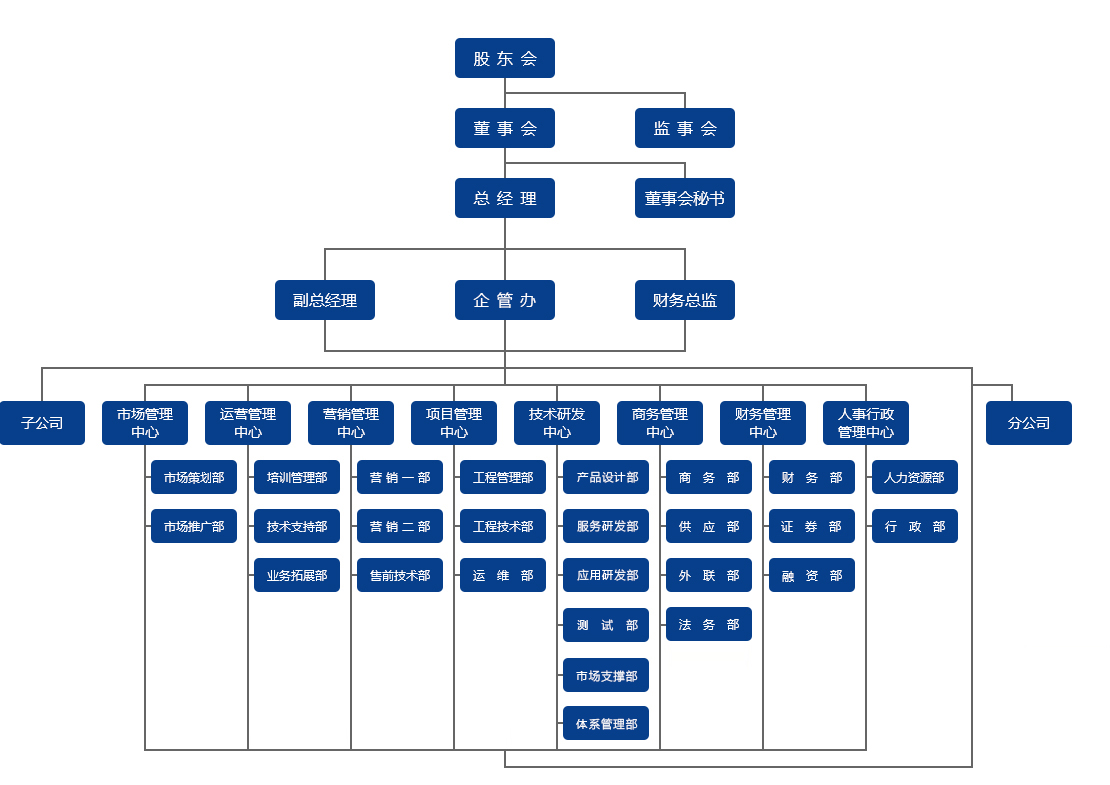 股东会
董事会
监事会
总经理
董事会秘书
副总经理
企管办
财务总监
子公司
市场管理
中心
运营管理
中心
营销管理
中心
项目管理
中心
技术研发
中心
商务管理
中心
财务管理
中心
人事行政
管理中心
分公司
市场策划部
培训管理部
营销一部
工程管理部
产品设计部
商务部
财务部
人力资源部
市场推广部
技术支持部
营销二部
工程技术部
服务研发部
供应部
证券部
行政部
业务拓展部
售前技术部
运维部
应用研发部
外联部
融资部
测试部
法务部
市场支撑部
体系管理部